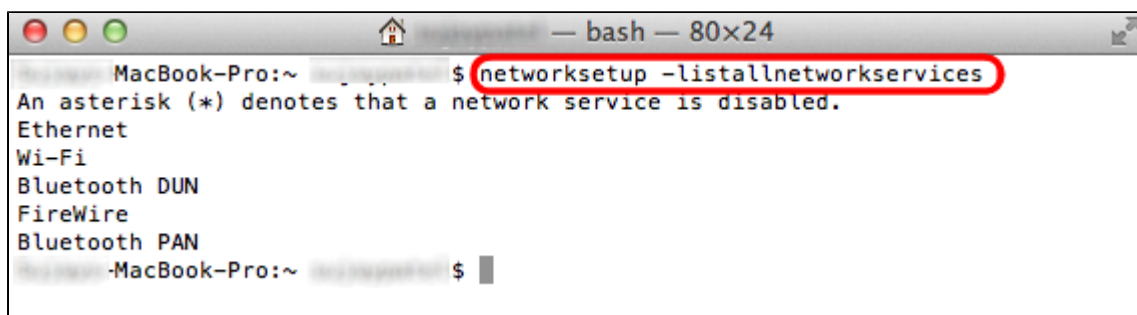 — bash — 80×24
MacBook-Pro:~ $ networksetup -listallnetworkservices
An asterisk (*) denotes that a network service is disabled.
Ethernet
Wi-Fi
Bluetooth DUN
FireWire
Bluetooth PAN
-MacBook-Pro:~ $